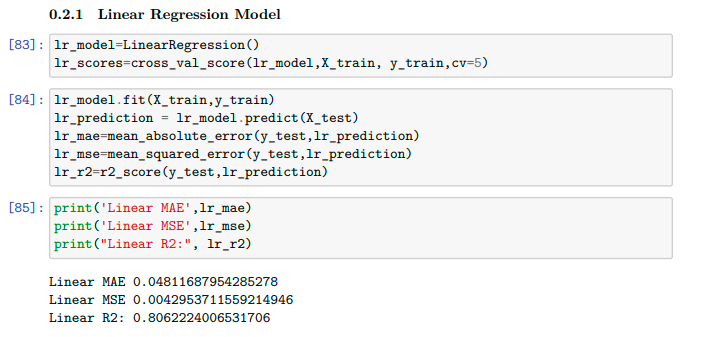 0.2.1 Linear Regression Model
[83]: lr_model=LinearRegression()
lr_scores=cross_val_score(lr_model,X_train, y_train,cv=5)
[84]: lr_model.fit(X_train,y_train)
lr_prediction = lr_model.predict(X_test)
lr_mae=mean_absolute_error(y_test,lr_prediction)
lr_mse=mean_squared_error(y_test,lr_prediction)
lr_r2=r2_score(y_test,lr_prediction)
[85]: print('Linear MAE',lr_mae)
print('Linear MSE',lr_mse)
print("Linear R2:", lr_r2)
Linear MAE 0.04811687954285278
Linear MSE 0.0042953711559214946
Linear R2: 0.8062224006531706